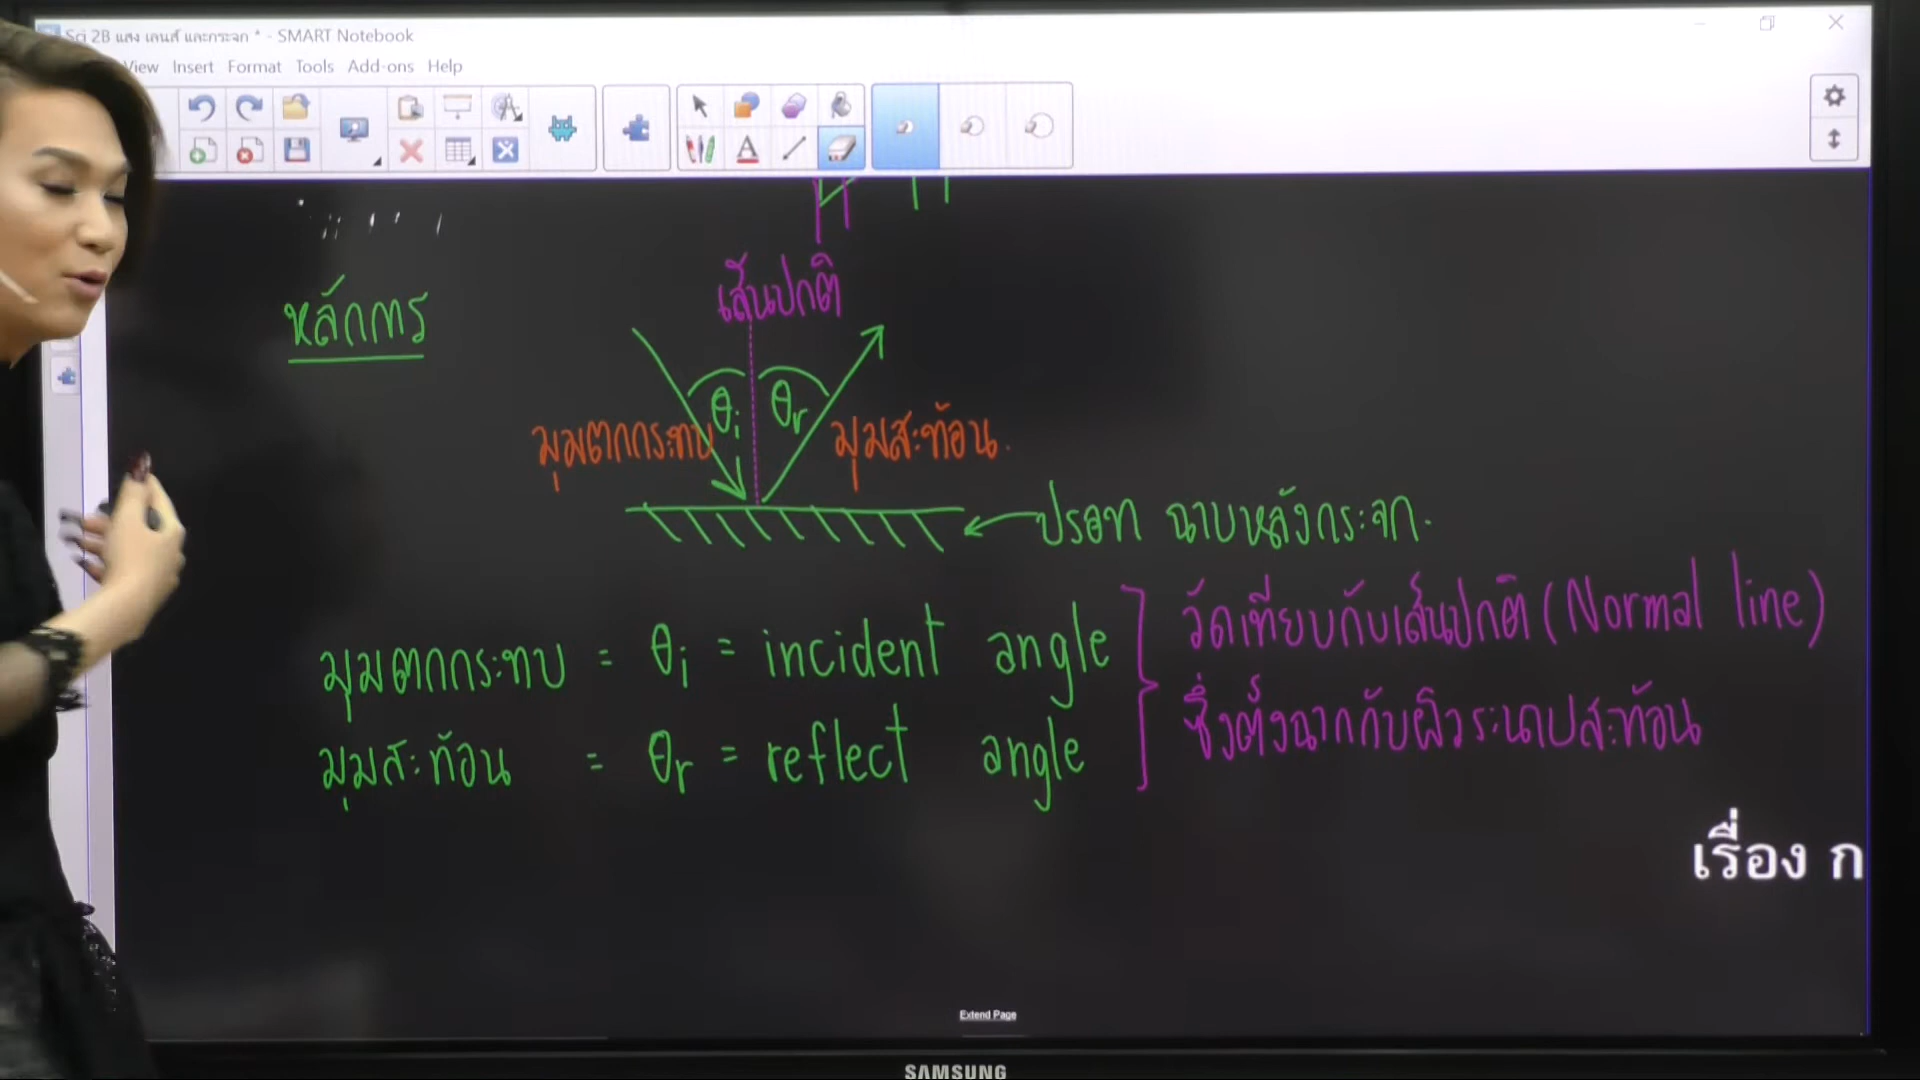 Sci 2B แสง เลนส์ และกระจก * - SMART Notebook
View Insert Format Tools Add-ons Help
หลักการ
เส้นปกติ
θi θr
มุมตกกระทบ
มุมสะท้อน.
ปรอท ฉาบหลังกระจก.
มุมตกกระทบ = θi = incident angle
มุมสะท้อน = θr = reflect angle
วัดเทียบกับเส้นปกติ (Normal line)
ซึ่งตั้งฉากกับผิวระนาบสะท้อน
เรื่อง ก
Extend Page
SAMSUNG